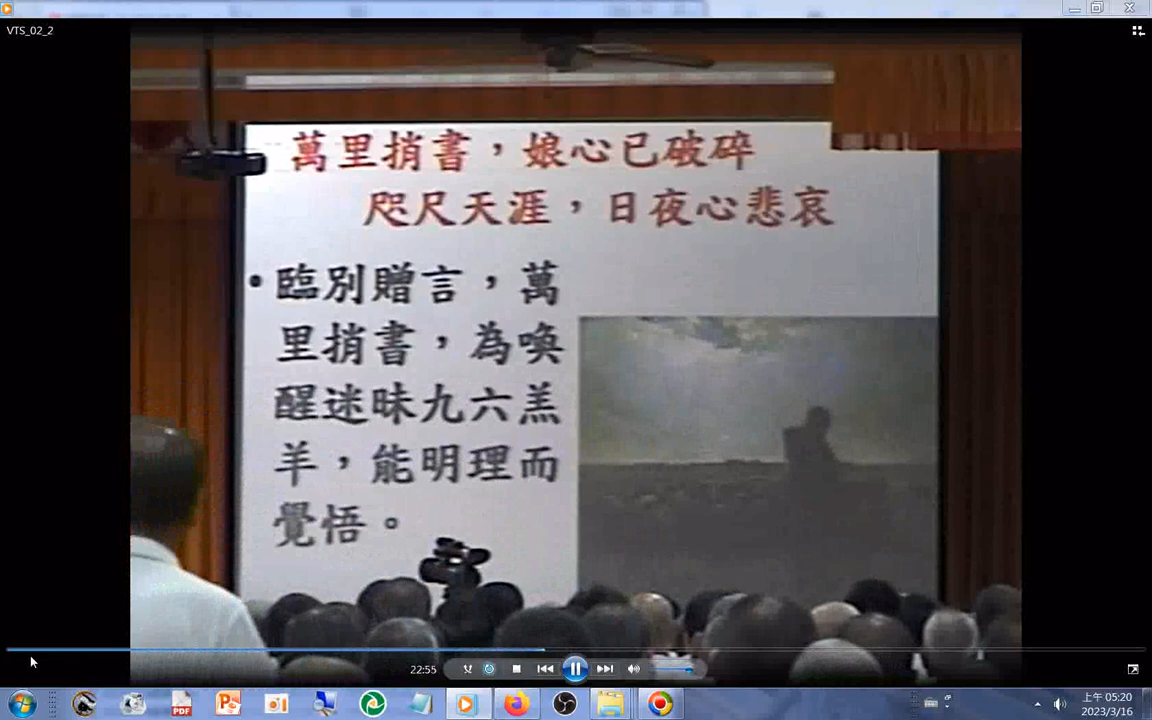 VTS_02_2
萬里捎書，娘心已破碎
咫尺天涯，日夜心悲哀
•臨別贈言，萬
里捎書，為喚
醒迷昧九六羔
羊，能明理而
覺悟。
22:55
PDF
上午 05:20
2023/3/16